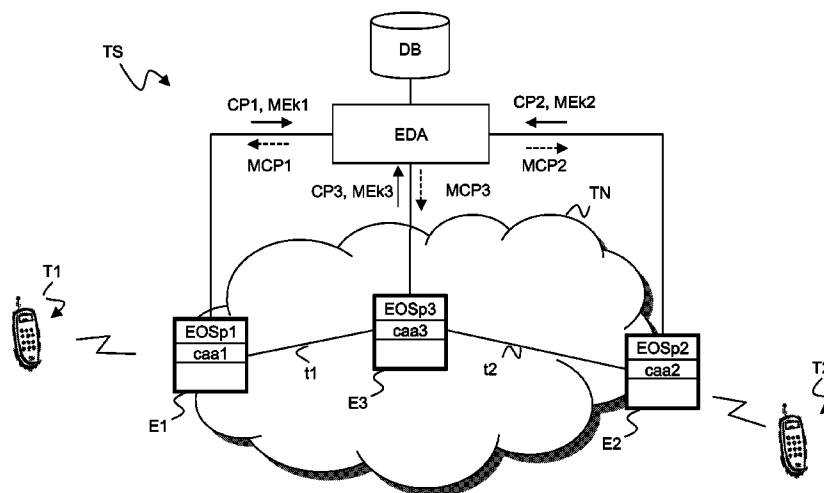 TS
DB
CP1, MEk1
CP2, MEk2
EDA
MCP1
MCP2
CP3, MEk3
MCP3
TN
T1
EOSp3
caa3
EOSp1
caa1
EOSp2
caa2
t1
t2
E1
E3
E2